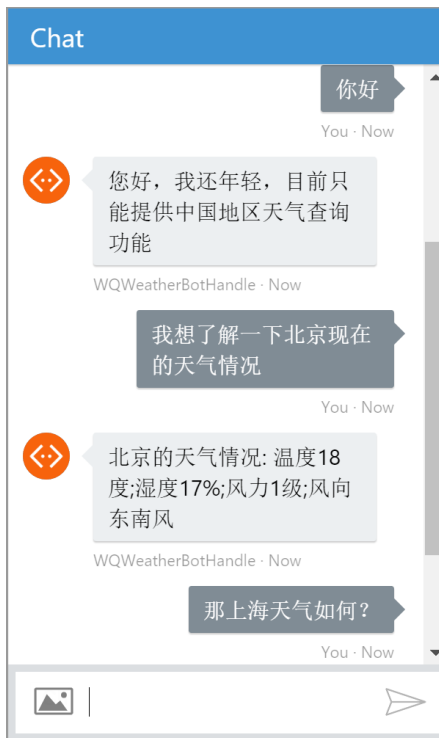 Chat
你好
You · Now
您好，我还年轻，目前只
能提供中国地区天气查询
功能
WQWeatherBotHandle · Now
我想了解一下北京现在
的天气情况
You · Now
北京的天气情况: 温度18
度;湿度17%;风力1级;风向
东南风
WQWeatherBotHandle · Now
那上海天气如何？
You · Now